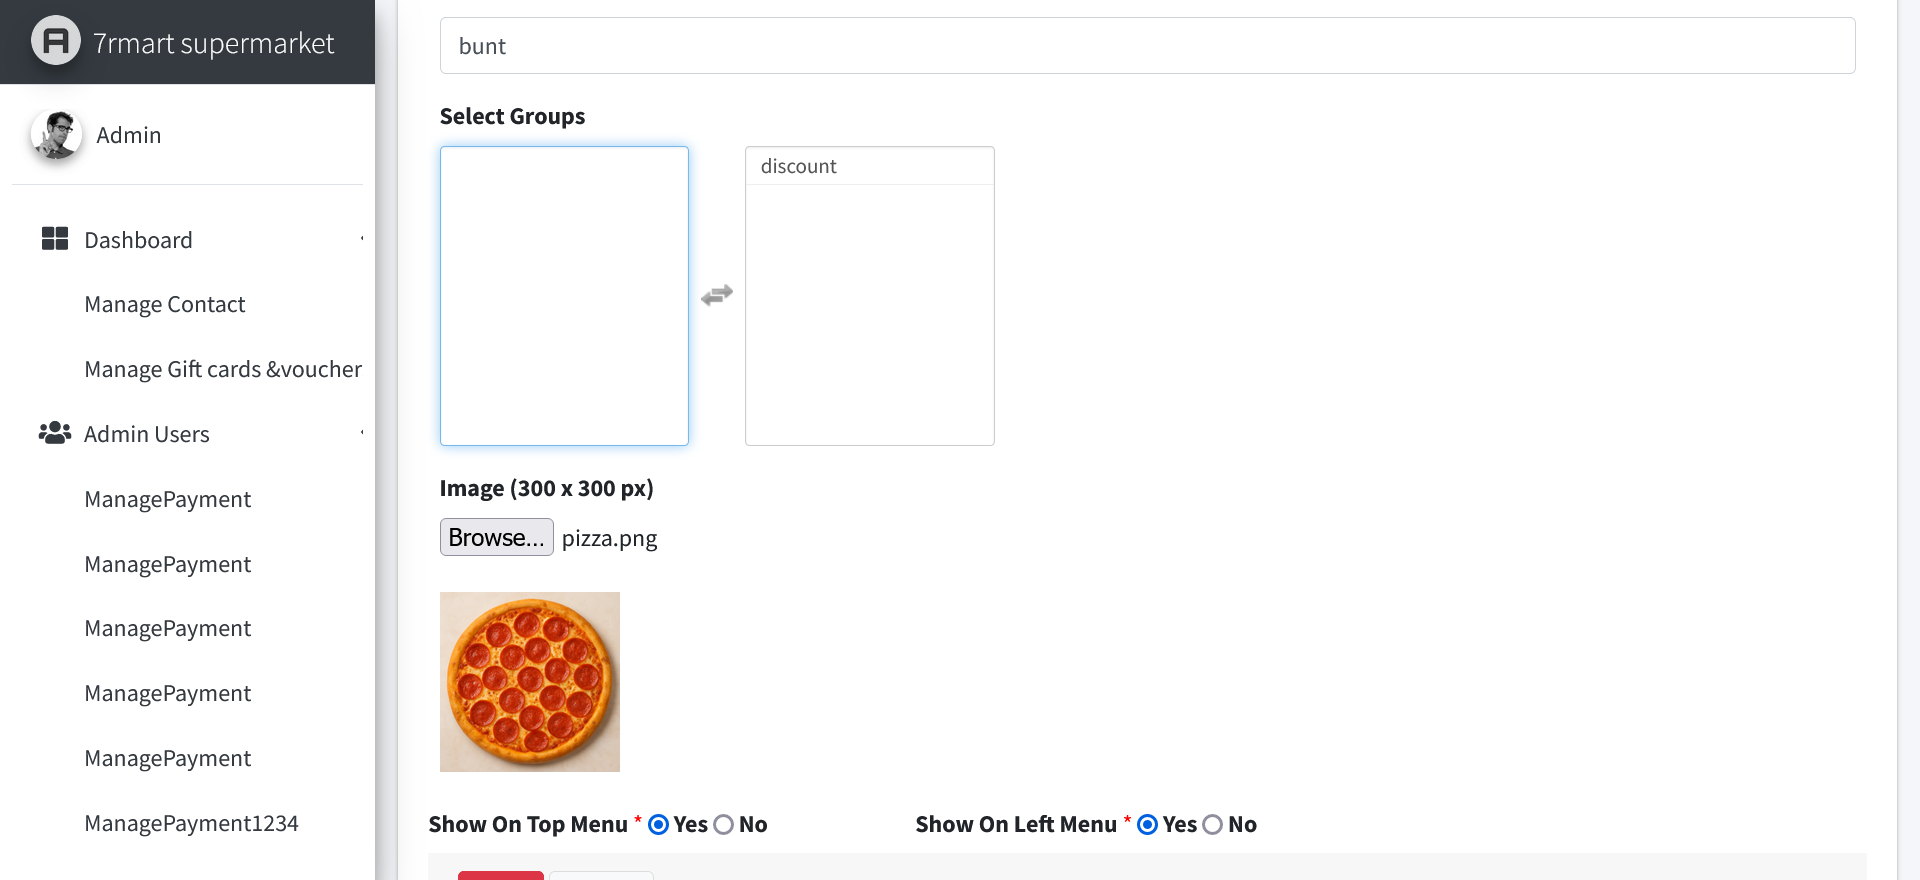 7rmart supermarket
Admin
Dashboard
Manage Contact
Manage Gift cards &voucher
Admin Users
ManagePayment
ManagePayment
ManagePayment
ManagePayment
ManagePayment
ManagePayment1234
bunt
Select Groups
discount
Image (300 x 300 px)
Browse... pizza.png
Show On Top Menu * Yes No
Show On Left Menu * Yes No